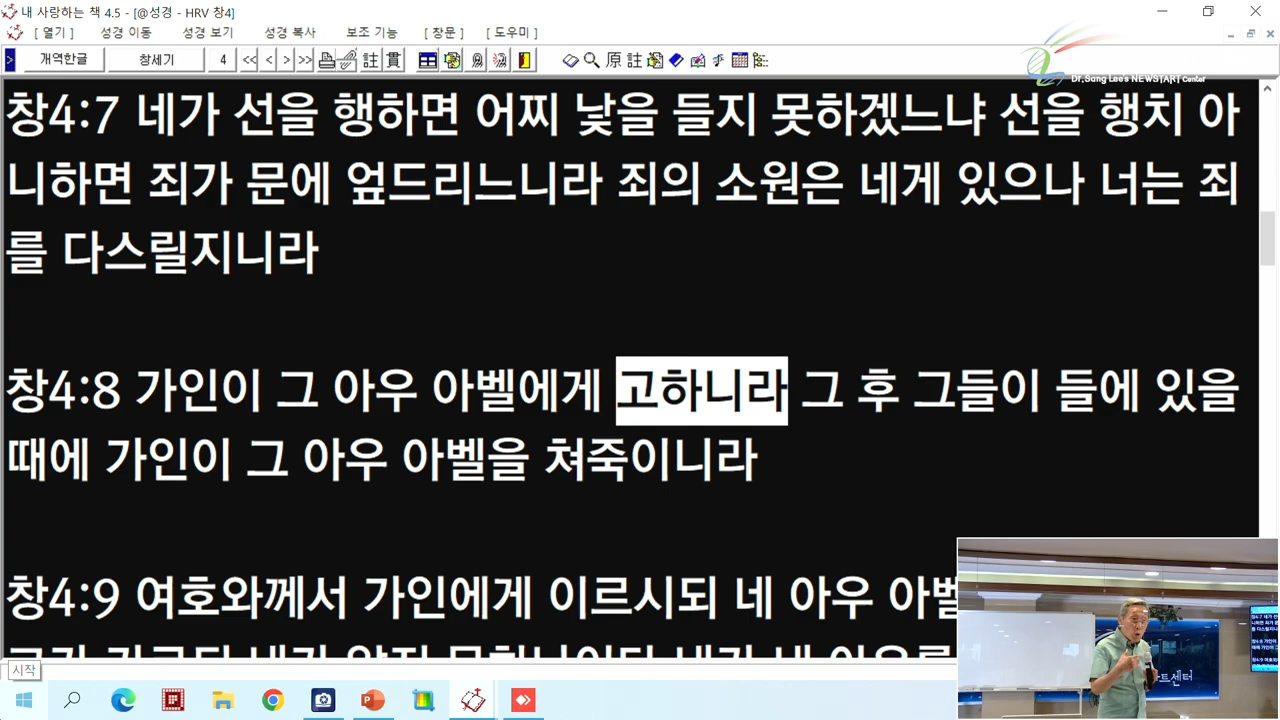 내 사랑하는 책 4.5 - [@성경 - HRV 창4]
[ 열기 ] 성경 이동 성경 보기 성경 복사 보조 기능 [ 창문 ] [ 도우미 ]
> 개역한글 창세기 4 << < > >> 註 貫 原 註
Dr.Sang Lee's NEWSTART Center
창4:7 네가 선을 행하면 어찌 낯을 들지 못하겠느냐 선을 행치 아
니하면 죄가 문에 엎드리느니라 죄의 소원은 네게 있으나 너는 죄
를 다스릴지니라
창4:8 가인이 그 아우 아벨에게 고하니라 그 후 그들이 들에 있을
때에 가인이 그 아우 아벨을 쳐죽이니라
창4:9 여호와께서 가인에게 이르시되 네 아우 아벨
시작
트센터